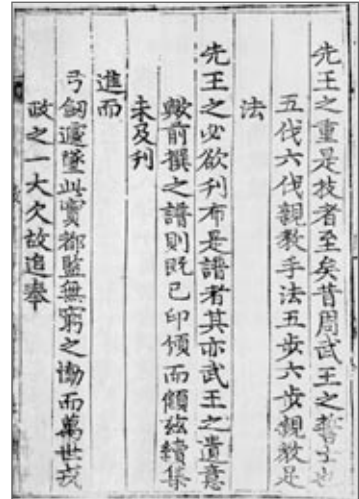 先王之重是技者至矣昔周武王之誓士也
五伐六伐親教手法五步六步親教足
法
先王之必欲刊布是譜者其亦武王之遺意
歟前撰之譜則既已印頒而顧玆續集
未及刊
進而
弓劒遽墜此實都監無窮之慟而萬世戎
政之一大欠故追奉